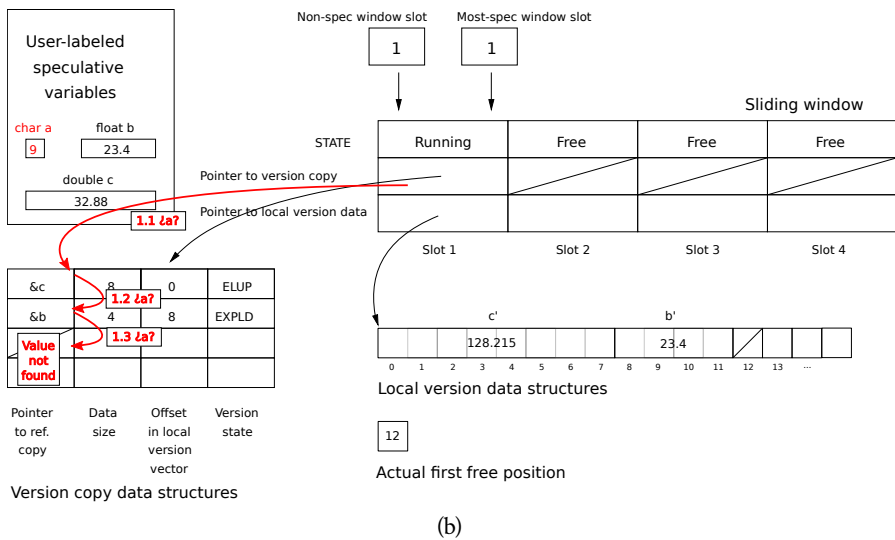 Non-spec window slot
Most-spec window slot
1
1
User-labeled
speculative
variables
char a
float b
9
23.4
double c
32.88
1.1 ¿a?
Sliding window
STATE
Running
Free
Free
Free
Pointer to version copy
Pointer to local version data
Slot 1
Slot 2
Slot 3
Slot 4
&c
8
0
ELUP
1.2 ¿a?
&b
4
8
EXPLD
1.3 ¿a?
Value
not
found
c'
b'
128.215
23.4
0
1
2
3
4
5
6
7
8
9
10
11
12
13
...
Local version data structures
Pointer
to ref.
copy
Data
size
Offset
in local
version
vector
Version
state
12
Actual first free position
Version copy data structures
(b)